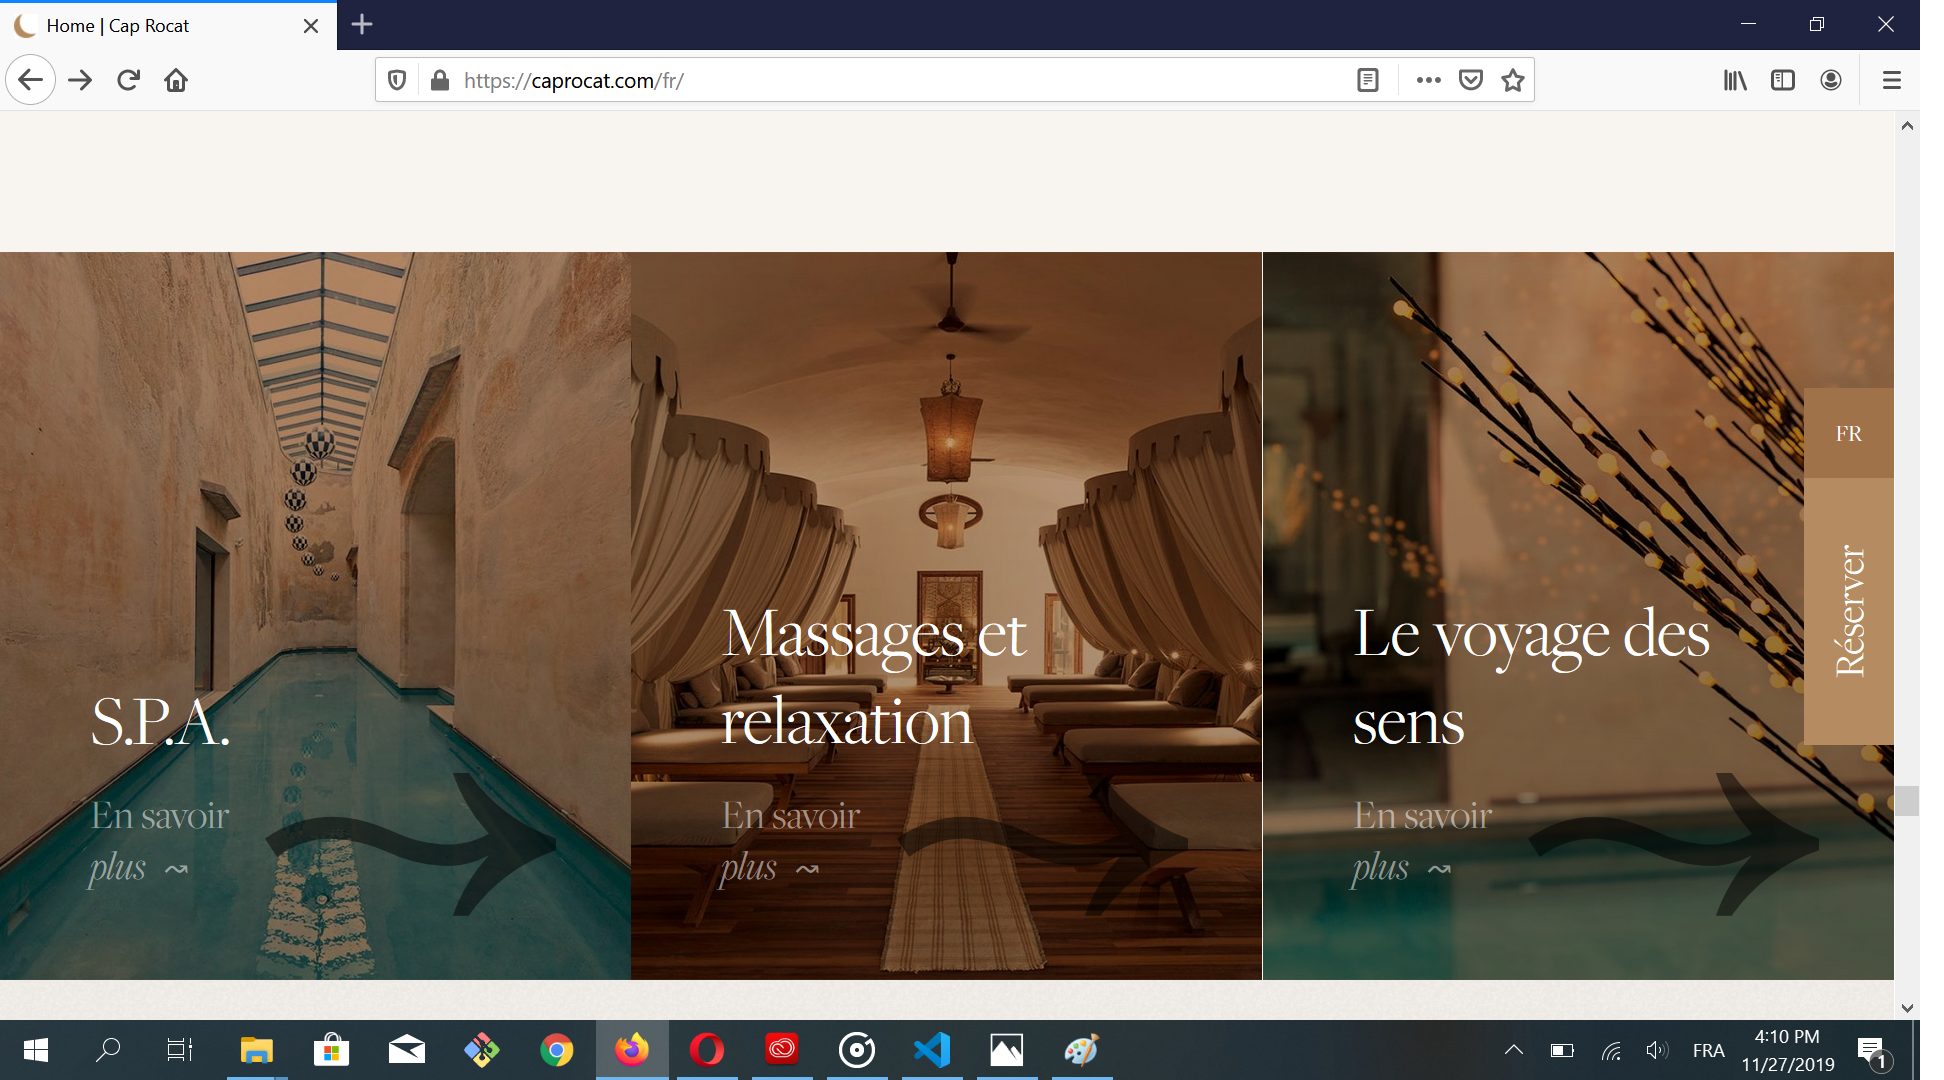 Home | Cap Rocat
https://caprocat.com/fr/
S.P.A.
En savoir
plus
Massages et
relaxation
En savoir
plus
Le voyage des
sens
En savoir
plus
FR
Réserver
FRA
4:10 PM
11/27/2019
1